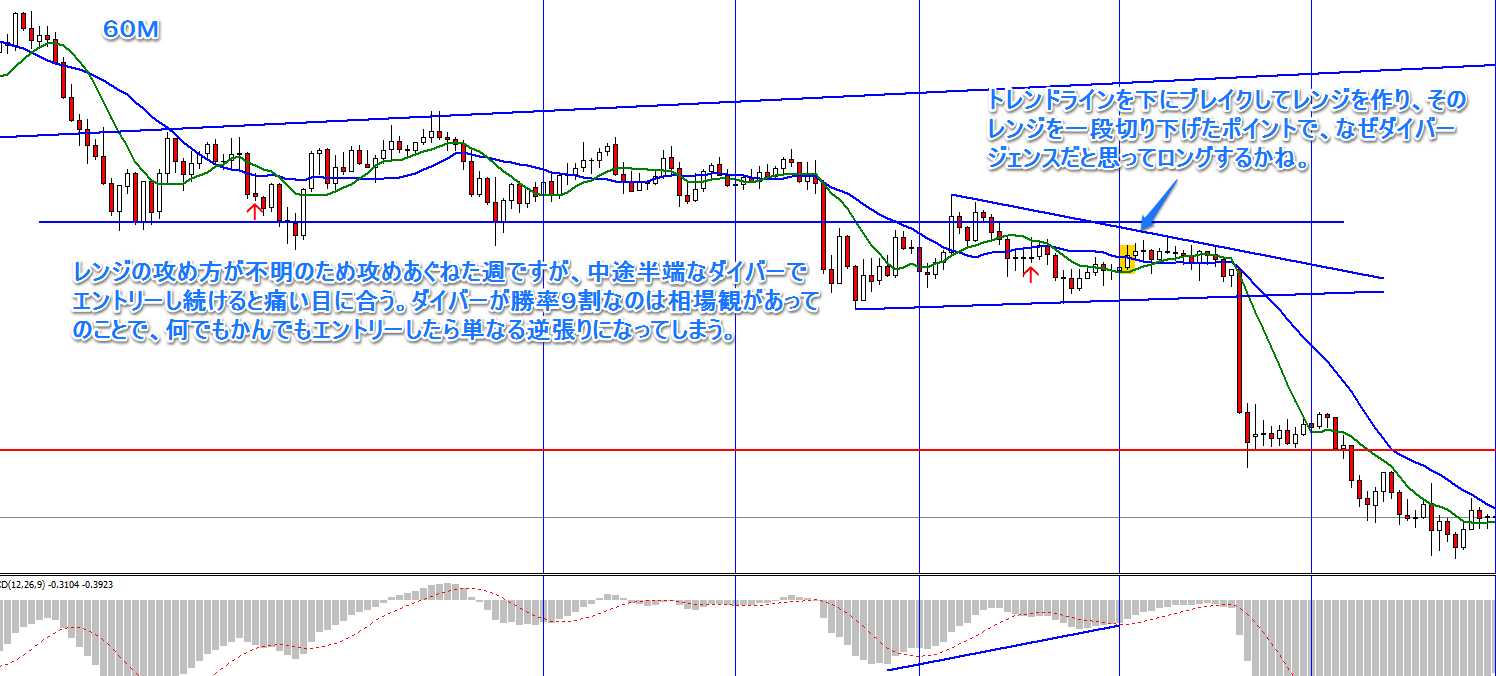 60M
トレンドラインを下にブレイクしてレンジを作り、その
レンジを一段切り下げたポイントで、なぜダイバー
ジェンスだと思ってロングするかね。
レンジの攻め方が不明のため攻めあぐねた週ですが、中途半端なダイバーで
エントリーし続けると痛い目に合う。ダイバーが勝率９割なのは相場観があって
のことで、何でもかんでもエントリーしたら単なる逆張りになってしまう。
CD(12,26,9) -0.3104 -0.3923